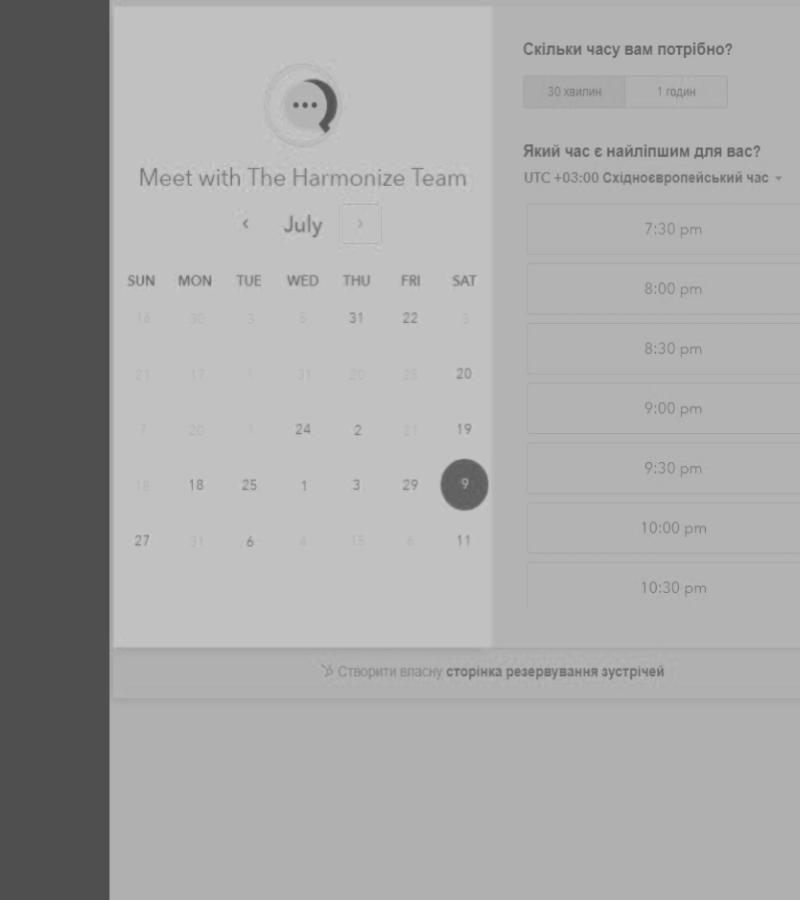 Meet with The Harmonize Team
July
SUN MON TUE WED THU FRI SAT
16 30 3 5 31 22 3
21 17 31 20 25 20
7 20 24 2 21 19
18 18 25 1 3 29 9
27 31 6 4 15 6 11
Скільки часу вам потрібно?
30 хвилин 1 годин
Який час є найліпшим для вас?
UTC +03:00 Східноєвропейський час
7:30 pm
8:00 pm
8:30 pm
9:00 pm
9:30 pm
10:00 pm
10:30 pm
Створити власну сторінка резервування зустрічей